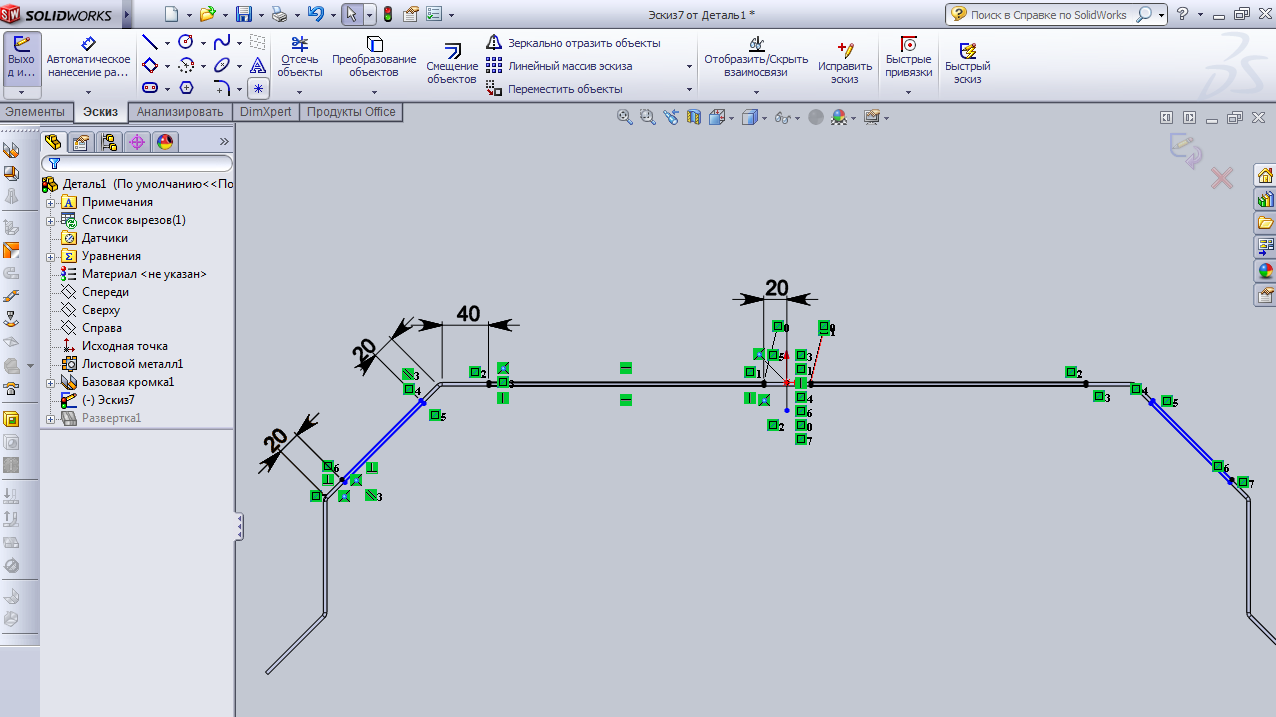 SOLIDWORKS
Эскиз7 от Деталь1 *
Поиск в Справке по SolidWorks
?
Выхо
д и...
Автоматическое
нанесение ра...
Отсечь
объекты
Преобразование
объектов
Смещение
объектов
Зеркально отразить объекты
Линейный массив эскиза
Переместить объекты
Отобразить/Скрыть
взаимосвязи
Исправить
эскиз
Быстрые
привязки
Быстрый
эскиз
Элементы
Эскиз
Анализировать
DimXpert
Продукты Office
Деталь1 (По умолчанию<<По
Примечания
Список вырезов(1)
Датчики
Уравнения
Материал <не указан>
Спереди
Сверху
Справа
Исходная точка
Листовой металл1
Базовая кромка1
(-) Эскиз7
Развертка1
20
40
20
20